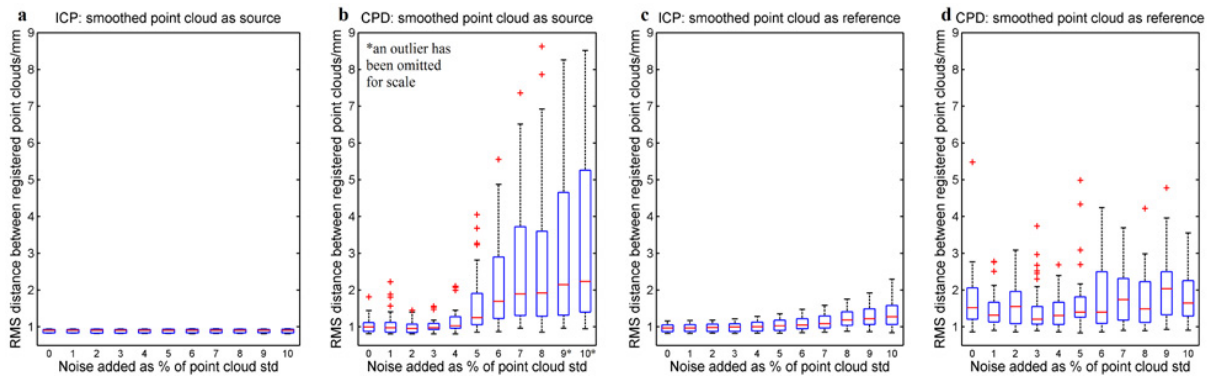 a
ICP: smoothed point cloud as source
RMS distance between registered point clouds/mm
9
8
7
6
5
4
3
2
1
0 1 2 3 4 5 6 7 8 9 10
Noise added as % of point cloud std
b
CPD: smoothed point cloud as source
*an outlier has
been omitted
for scale
RMS distance between registered point clouds/mm
9
8
7
6
5
4
3
2
1
0 1 2 3 4 5 6 7 8 9* 10*
Noise added as % of point cloud std
c
ICP: smoothed point cloud as reference
RMS distance between registered point clouds/mm
9
8
7
6
5
4
3
2
1
0 1 2 3 4 5 6 7 8 9 10
Noise added as % of point cloud std
d
CPD: smoothed point cloud as reference
RMS distance between registered point clouds/mm
9
8
7
6
5
4
3
2
1
0 1 2 3 4 5 6 7 8 9 10
Noise added as % of point cloud std